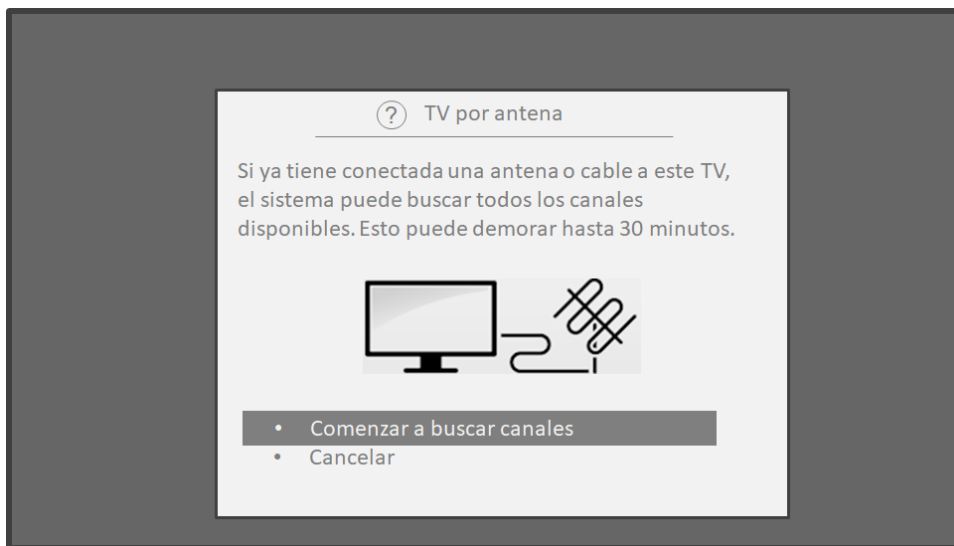 ? TV por antena
Si ya tiene conectada una antena o cable a este TV,
el sistema puede buscar todos los canales
disponibles. Esto puede demorar hasta 30 minutos.
• Comenzar a buscar canales
• Cancelar